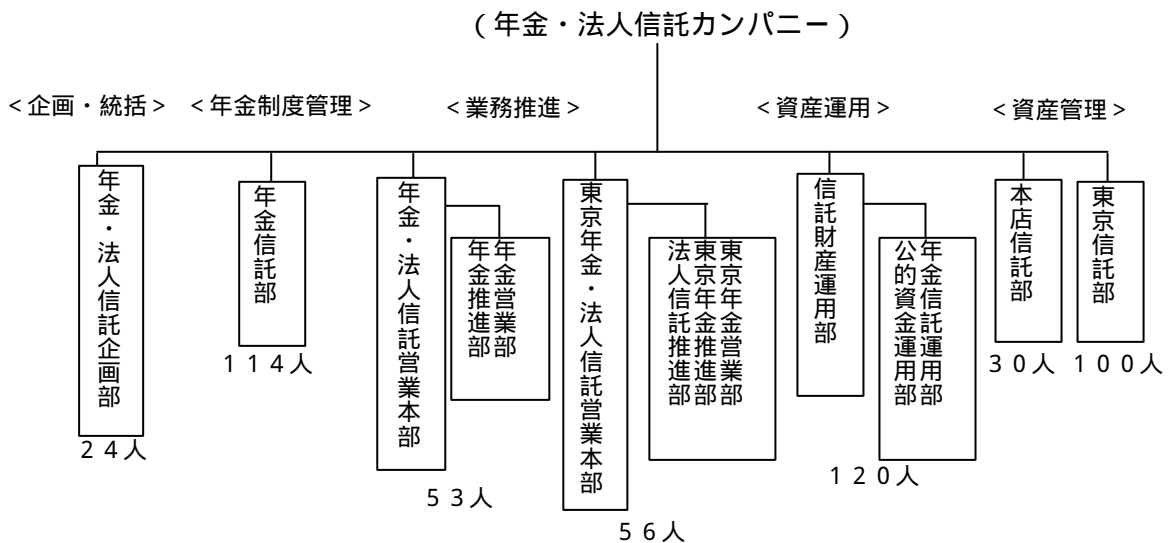 （年金・法人信託カンパニー）
＜企画・統括＞
＜年金制度管理＞
＜業務推進＞
＜資産運用＞
＜資産管理＞
年金・法人信託企画部
２４人
年金信託部
１１４人
年金・法人信託営業本部
年金営業部
年金推進部
５３人
東京年金・法人信託営業本部
東京年金営業部
東京年金推進部
法人信託推進部
５６人
信託財産運用部
年金信託運用部
公的資金運用部
１２０人
本店信託部
３０人
東京信託部
１００人